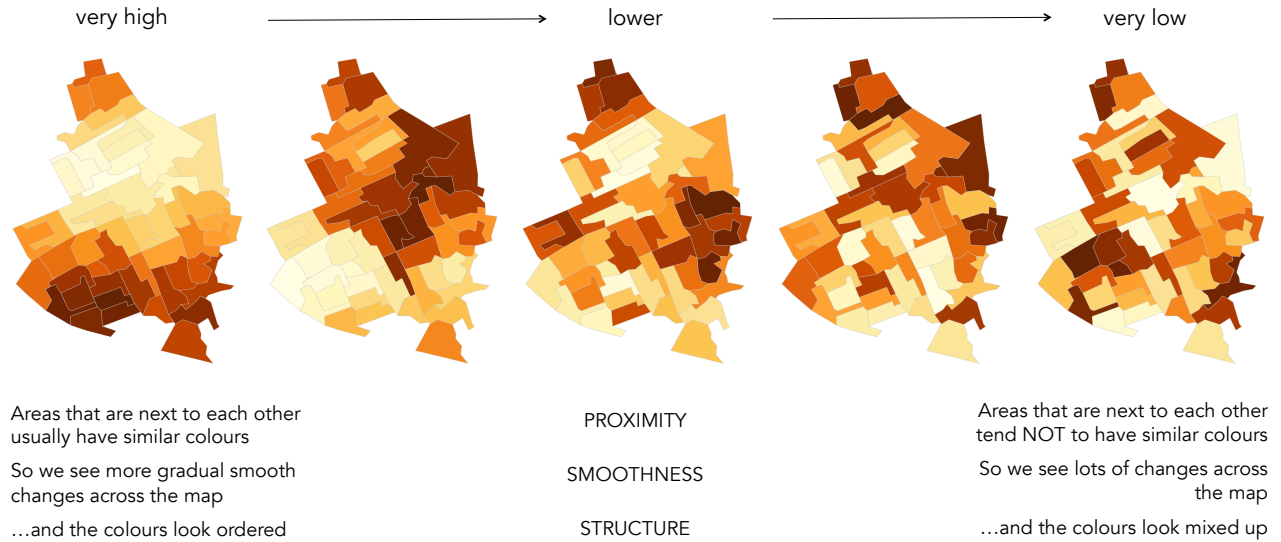 very high
lower
very low
Areas that are next to each other
usually have similar colours
PROXIMITY
Areas that are next to each other
tend NOT to have similar colours
So we see more gradual smooth
changes across the map
SMOOTHNESS
So we see lots of changes across
the map
…and the colours look ordered
STRUCTURE
…and the colours look mixed up